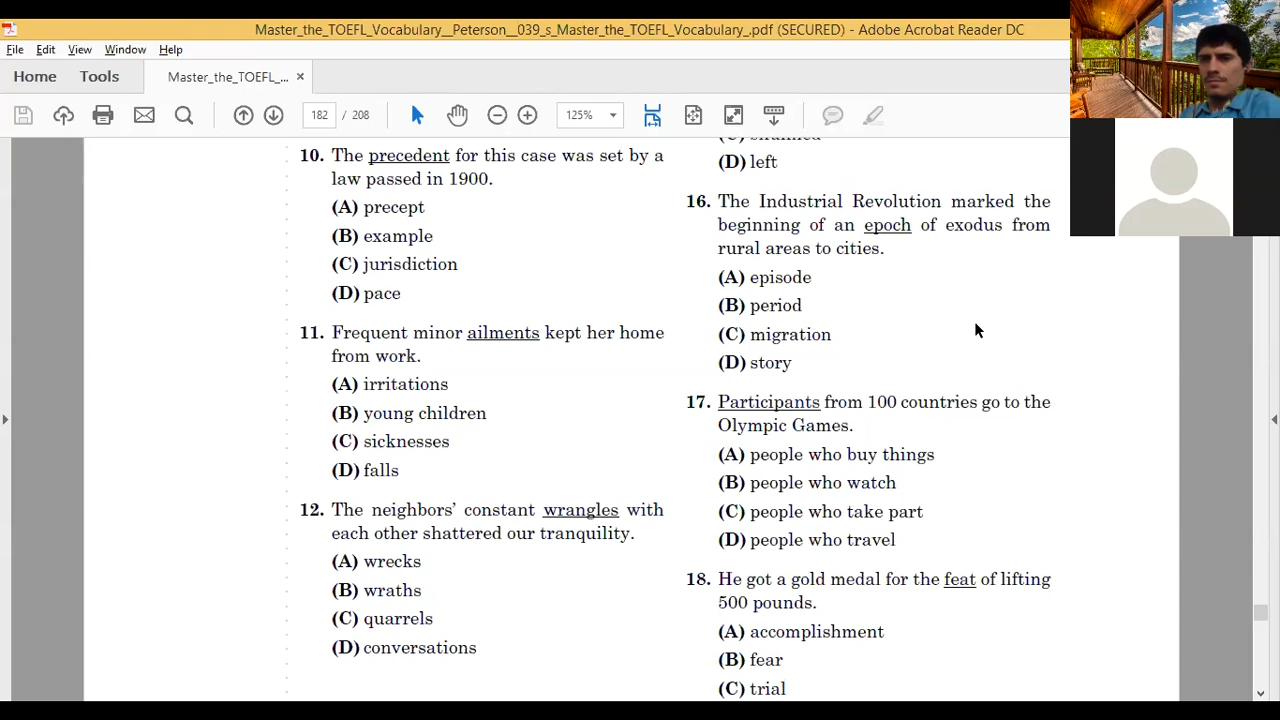 Master_the_TOEFL_Vocabulary__Peterson__039_s_Master_the_TOEFL_Vocabulary_.pdf (SECURED) - Adobe Acrobat Reader DC
File Edit View Window Help
Home Tools Master_the_TOEFL_... ×
182 / 208 125%
10. The precedent for this case was set by a
law passed in 1900.
(A) precept
(B) example
(C) jurisdiction
(D) pace
11. Frequent minor ailments kept her home
from work.
(A) irritations
(B) young children
(C) sicknesses
(D) falls
12. The neighbors' constant wrangles with
each other shattered our tranquility.
(A) wrecks
(B) wraths
(C) quarrels
(D) conversations
(D) left
16. The Industrial Revolution marked the
beginning of an epoch of exodus from
rural areas to cities.
(A) episode
(B) period
(C) migration
(D) story
17. Participants from 100 countries go to the
Olympic Games.
(A) people who buy things
(B) people who watch
(C) people who take part
(D) people who travel
18. He got a gold medal for the feat of lifting
500 pounds.
(A) accomplishment
(B) fear
(C) trial